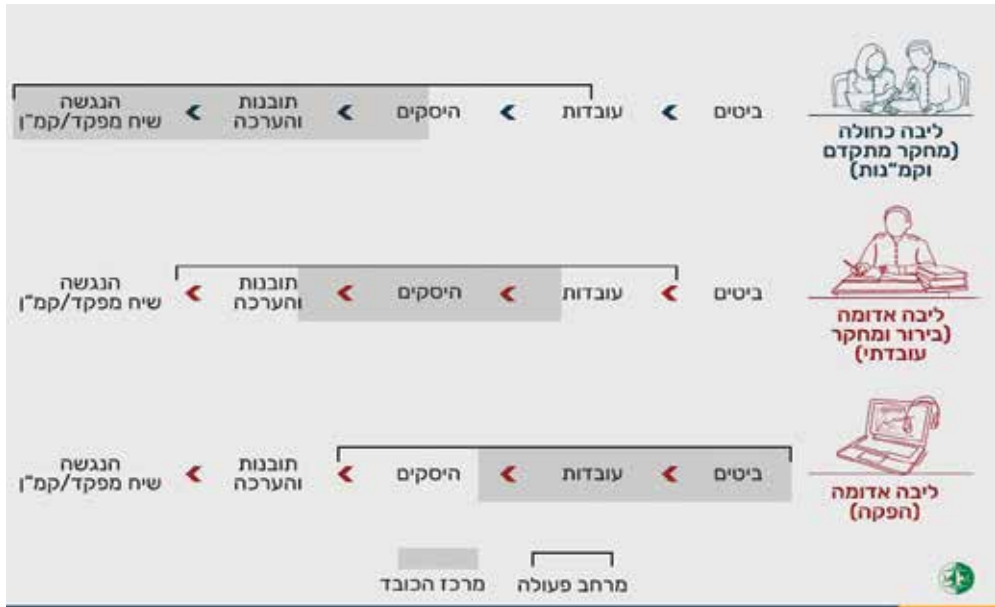 ביטים
עובדות
היסקים
תובנות
והערכה
הנגשה
שיח מפקד/קמ"ן
ליבה כחולה
(מחקר מתקדם
וקמ"נות)
ביטים
עובדות
היסקים
תובנות
והערכה
הנגשה
שיח מפקד/קמ"ן
ליבה אדומה
(בירור ומחקר
עובדתי)
ביטים
עובדות
היסקים
תובנות
והערכה
הנגשה
שיח מפקד/קמ"ן
ליבה אדומה
(הפקה)
מרחב פעולה
מרכז הכובד